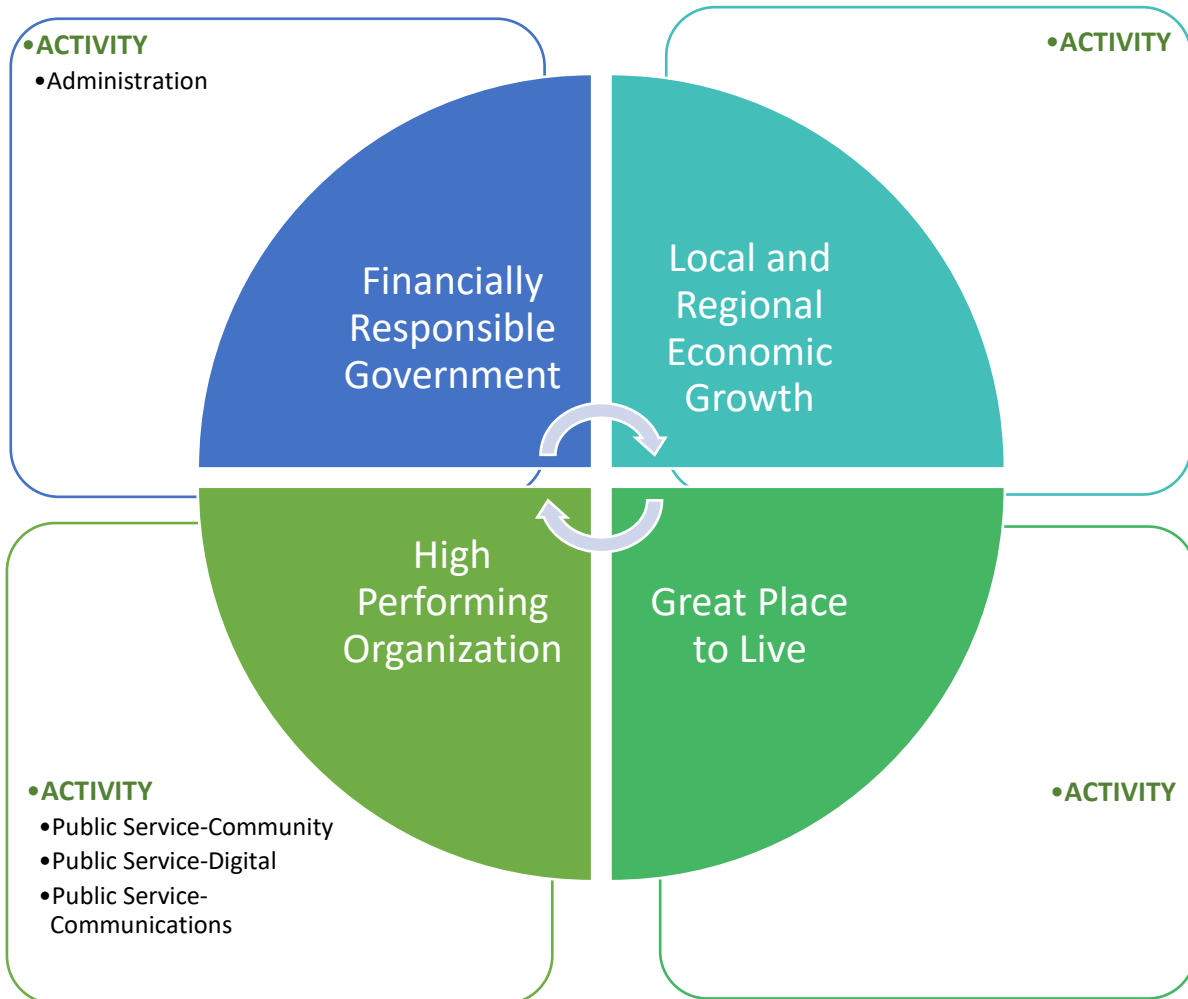 •ACTIVITY
•Administration
•ACTIVITY
Financially
Responsible
Government
Local and
Regional
Economic
Growth
High
Performing
Organization
Great Place
to Live
•ACTIVITY
•Public Service-Community
•Public Service-Digital
•Public Service-
Communications
•ACTIVITY